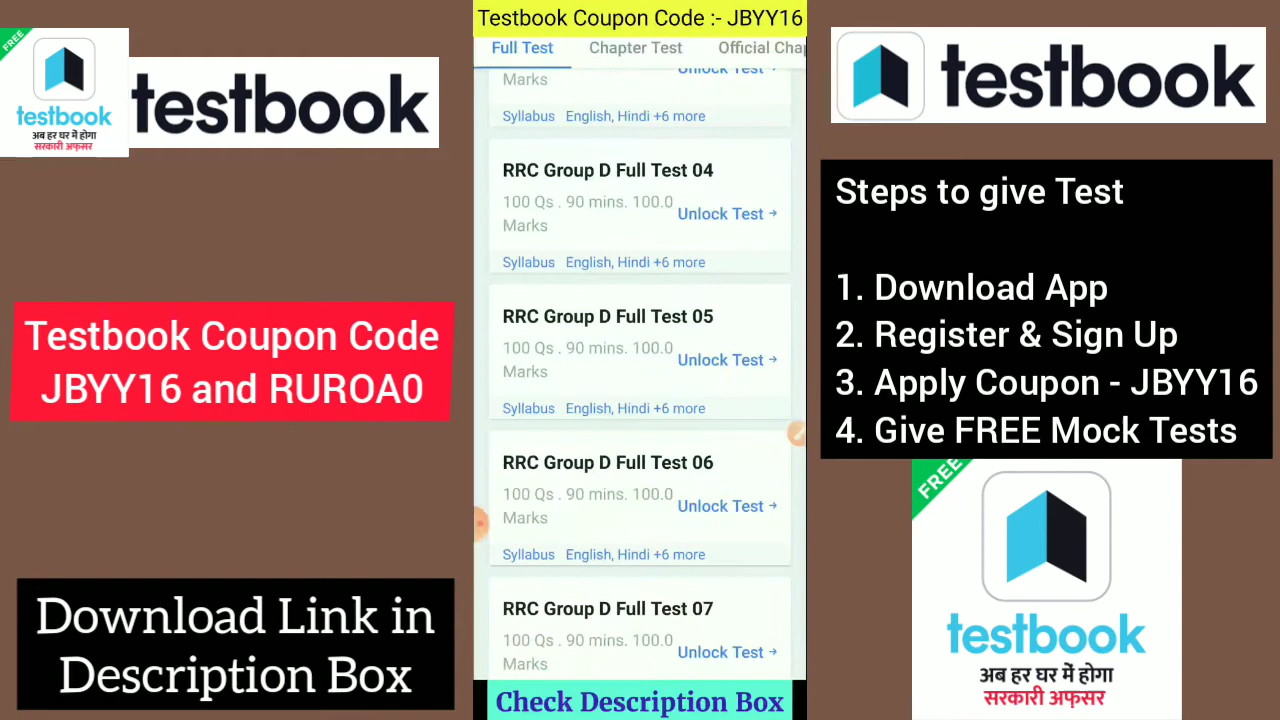 FREE
testbook
अब हर घर में होगा
सरकारी अफ़सर
testbook
Testbook Coupon Code
JBYY16 and RUROA0
Download Link in
Description Box
Testbook Coupon Code :- JBYY16
Full Test
Chapter Test
Official Chap
Unlock Test
Marks
Syllabus English, Hindi +6 more
RRC Group D Full Test 04
100 Qs . 90 mins. 100.0
Marks
Unlock Test →
Syllabus English, Hindi +6 more
RRC Group D Full Test 05
100 Qs . 90 mins. 100.0
Marks
Unlock Test →
Syllabus English, Hindi +6 more
RRC Group D Full Test 06
100 Qs . 90 mins. 100.0
Marks
Unlock Test →
Syllabus English, Hindi +6 more
RRC Group D Full Test 07
100 Qs . 90 mins. 100.0
Marks
Unlock Test →
Check Description Box
testbook
Steps to give Test
1. Download App
2. Register & Sign Up
3. Apply Coupon - JBYY16
4. Give FREE Mock Tests
FREE
testbook
अब हर घर में होगा
सरकारी अफ़सर